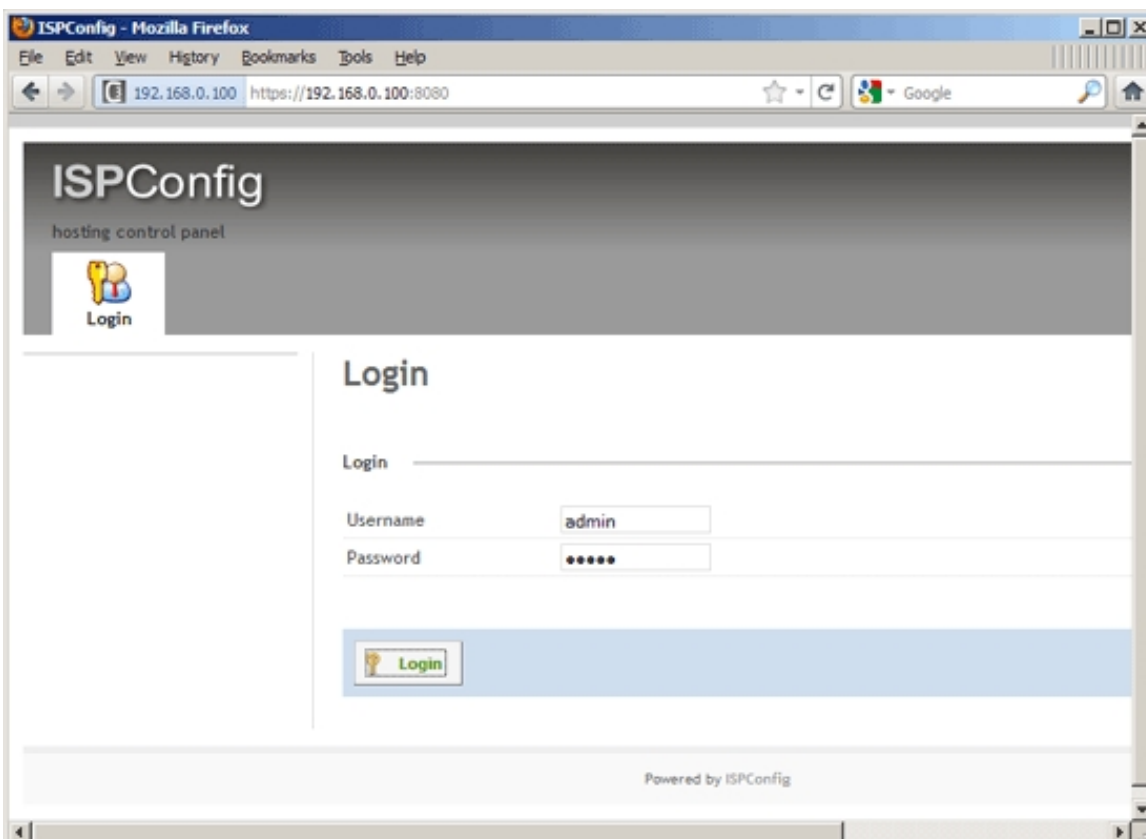 ISPConfig - Mozilla Firefox
File Edit View History Bookmarks Tools Help
192.168.0.100 https://192.168.0.100:8080 Google
ISPConfig
hosting control panel
Login
Login
Login
Username admin
Password •••••
Login
Powered by ISPConfig